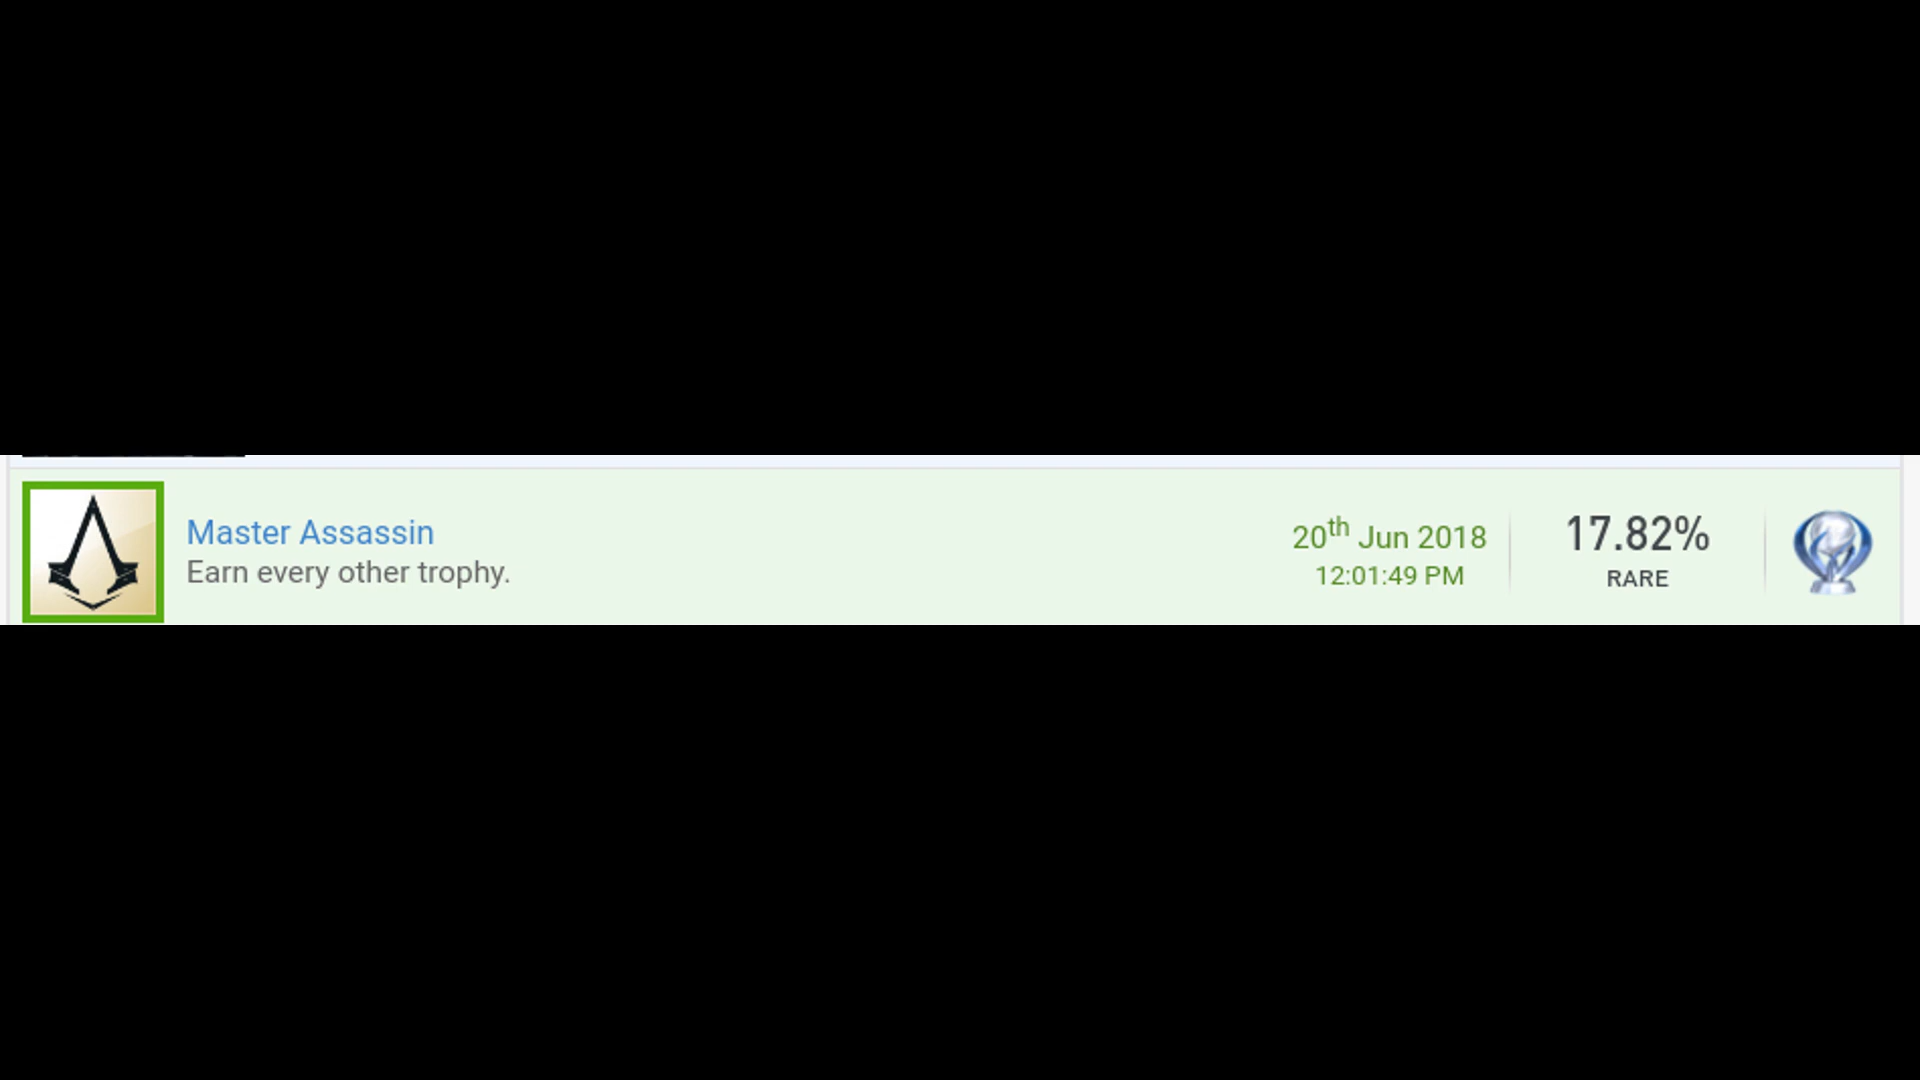 Master Assassin
Earn every other trophy.
20th Jun 2018
12:01:49 PM
17.82%
RARE